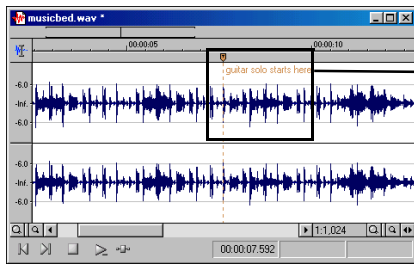 musicbed.wav *
,00:00:05 ,00:00:10
guitar solo starts here
-6.0
-Inf.
-6.0
-6.0
-Inf.
-6.0
1:1,024
00:00:07.592